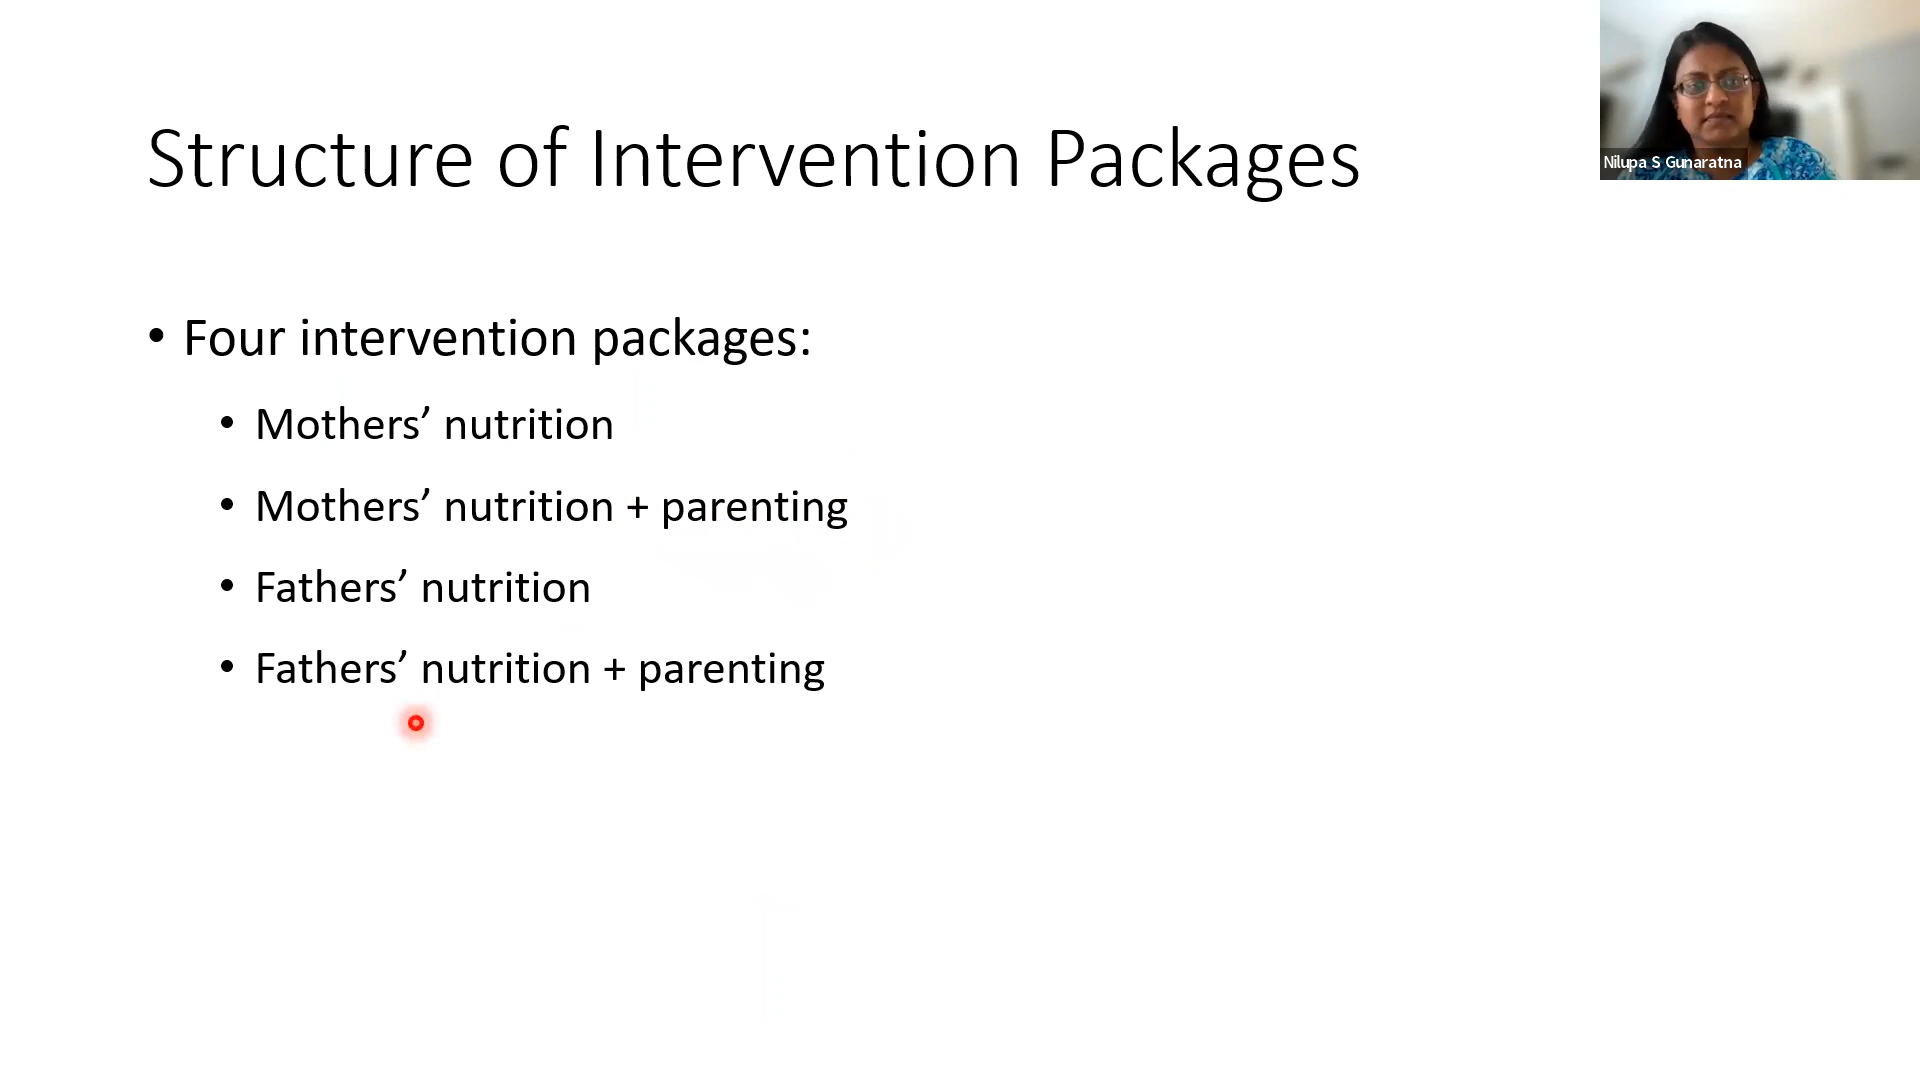 Structure of Intervention Packages
Nilupa S Gunaratna
• Four intervention packages:
• Mothers’ nutrition
• Mothers’ nutrition + parenting
• Fathers’ nutrition
• Fathers’ nutrition + parenting